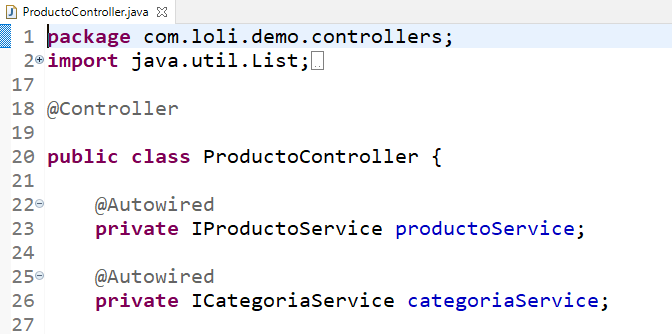 ProductoController.java
1 package com.loli.demo.controllers;
2 import java.util.List;
17
18 @Controller
19
20 public class ProductoController {
21
22 @Autowired
23 private IProductoService productoService;
24
25 @Autowired
26 private ICategoriaService categoriaService;
27